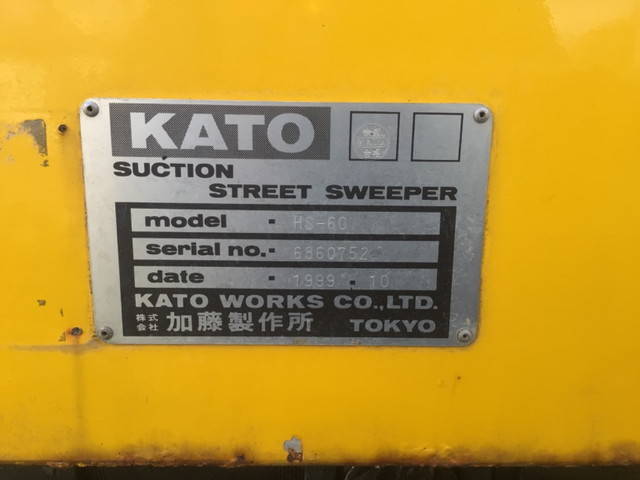 KATO
SUCTION
STREET SWEEPER
model · HS-60
serial no. · 6860752
date · 1999 · 10
KATO WORKS CO.,LTD.
株式会社 加藤製作所 TOKYO